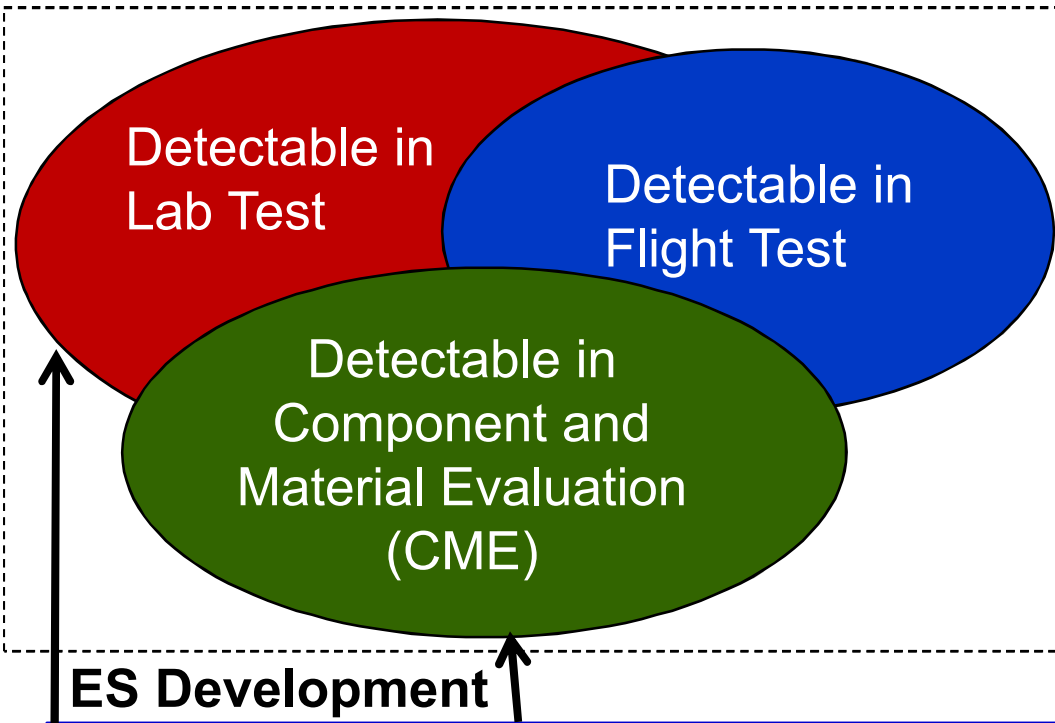 Detectable in
Lab Test
Detectable in
Flight Test
Detectable in
Component and
Material Evaluation
(CME)
ES Development